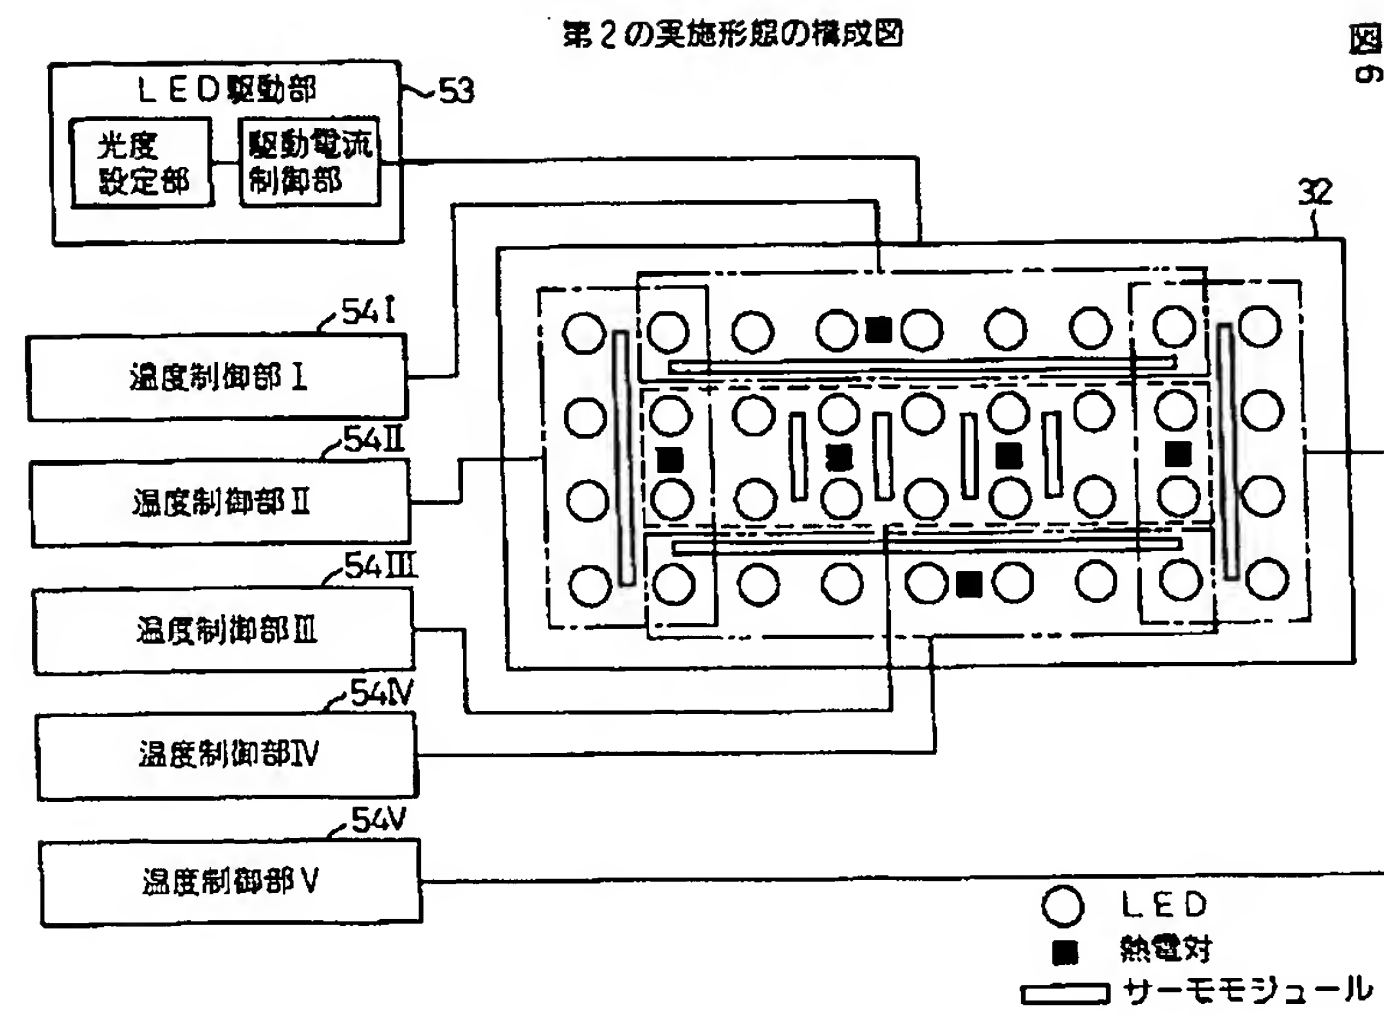 第2の実施形態の構成図
図9
LED駆動部
53
光度
設定部
駆動電流
制御部
32
54I
温度制御部I
54II
温度制御部II
54III
温度制御部III
54IV
温度制御部IV
54V
温度制御部V
LED
熱電対
サーモモジュール